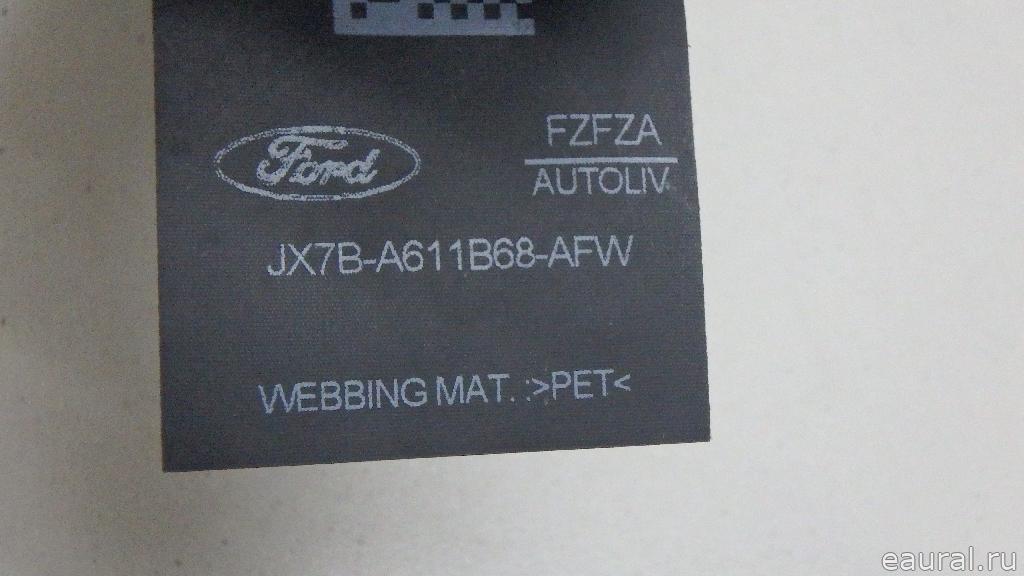 Ford
FZFZA
AUTOLIV
JX7B-A611B68-AFW
WEBBING MAT. :>PET<
eaural.ru